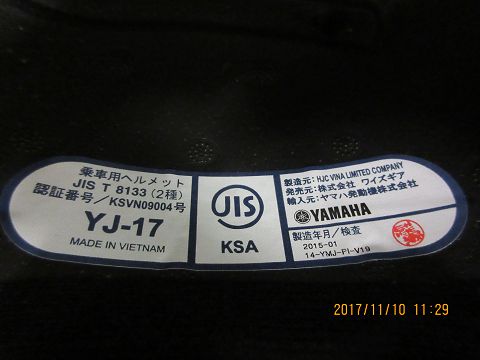 乗車用ヘルメット
JIS T 8133(2種)
認証番号/KSVN09004号
YJ-17
MADE IN VIETNAM
JIS
KSA
製造元:HJC VINA LIMITED COMPANY
発売元:株式会社 ワイズギア
輸入元:ヤマハ発動機株式会社
YAMAHA
製造年月/検査
2015-01
14-YMJ-PI-V19
2017/11/10 11:29